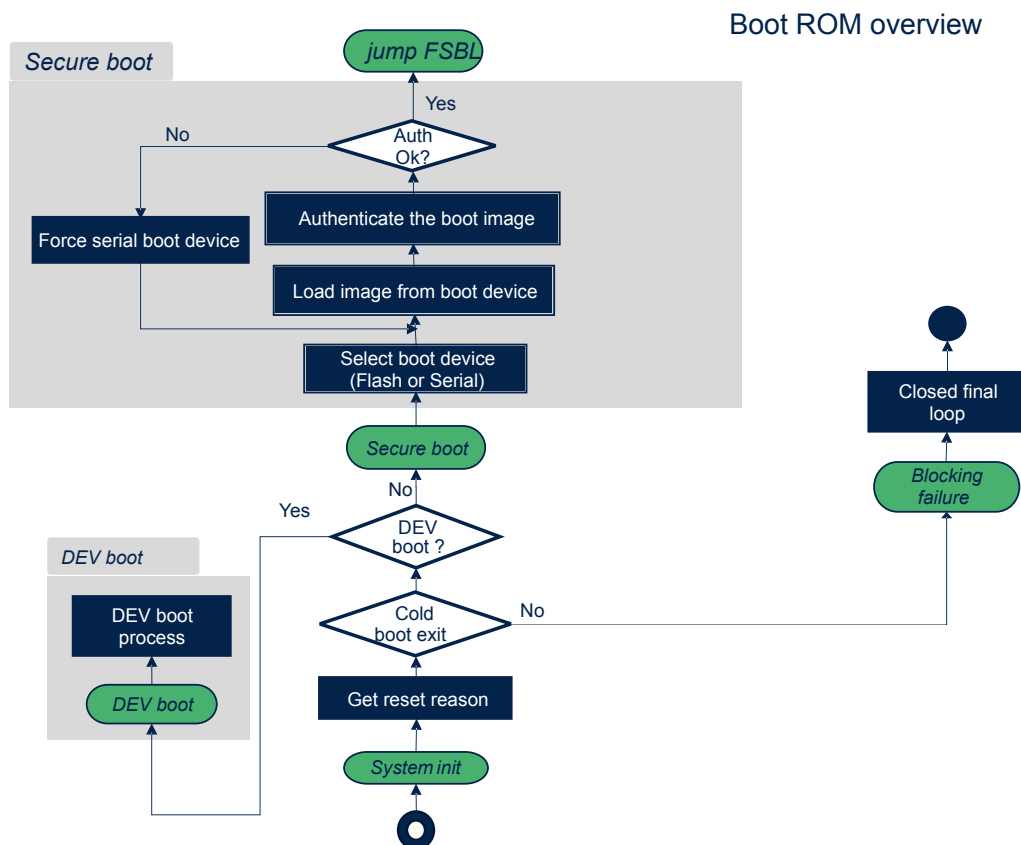 Boot ROM overview
jump FSBL
Secure boot
Yes
No
Auth
Ok?
Authenticate the boot image
Force serial boot device
Load image from boot device
Select boot device
(Flash or Serial)
Closed final
loop
Secure boot
Blocking
failure
No
Yes
DEV
boot ?
DEV boot
DEV boot
process
Cold
boot exit
No
Get reset reason
DEV boot
System init